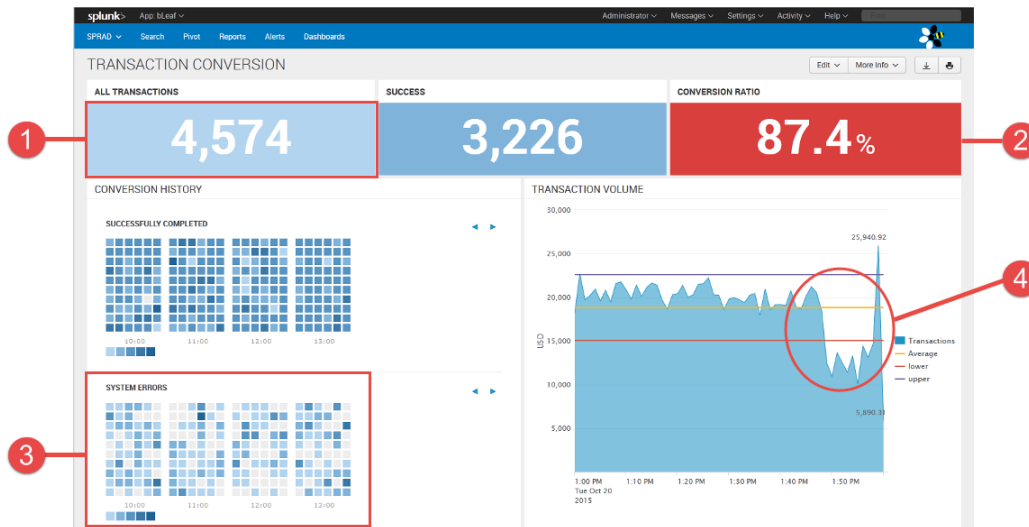 splunk> App: bLeaf Administrator Messages Settings Activity Help
SPRAD Search Pivot Reports Alerts Dashboards
TRANSACTION CONVERSION
Edit More Info
ALL TRANSACTIONS SUCCESS CONVERSION RATIO
1 4,574 3,226 87.4% 2
CONVERSION HISTORY
SUCCESSFULLY COMPLETED
10:00 11:00 12:00 13:00
3 SYSTEM ERRORS
10:00 11:00 12:00 13:00
TRANSACTION VOLUME
30,000
25,940.92
25,000
4
20,000
USD
15,000
Transactions
Average
lower
upper
10,000
5,890.31
5,000
1:00 PM 1:10 PM 1:20 PM 1:30 PM 1:40 PM 1:50 PM
Tue Oct 20
2015